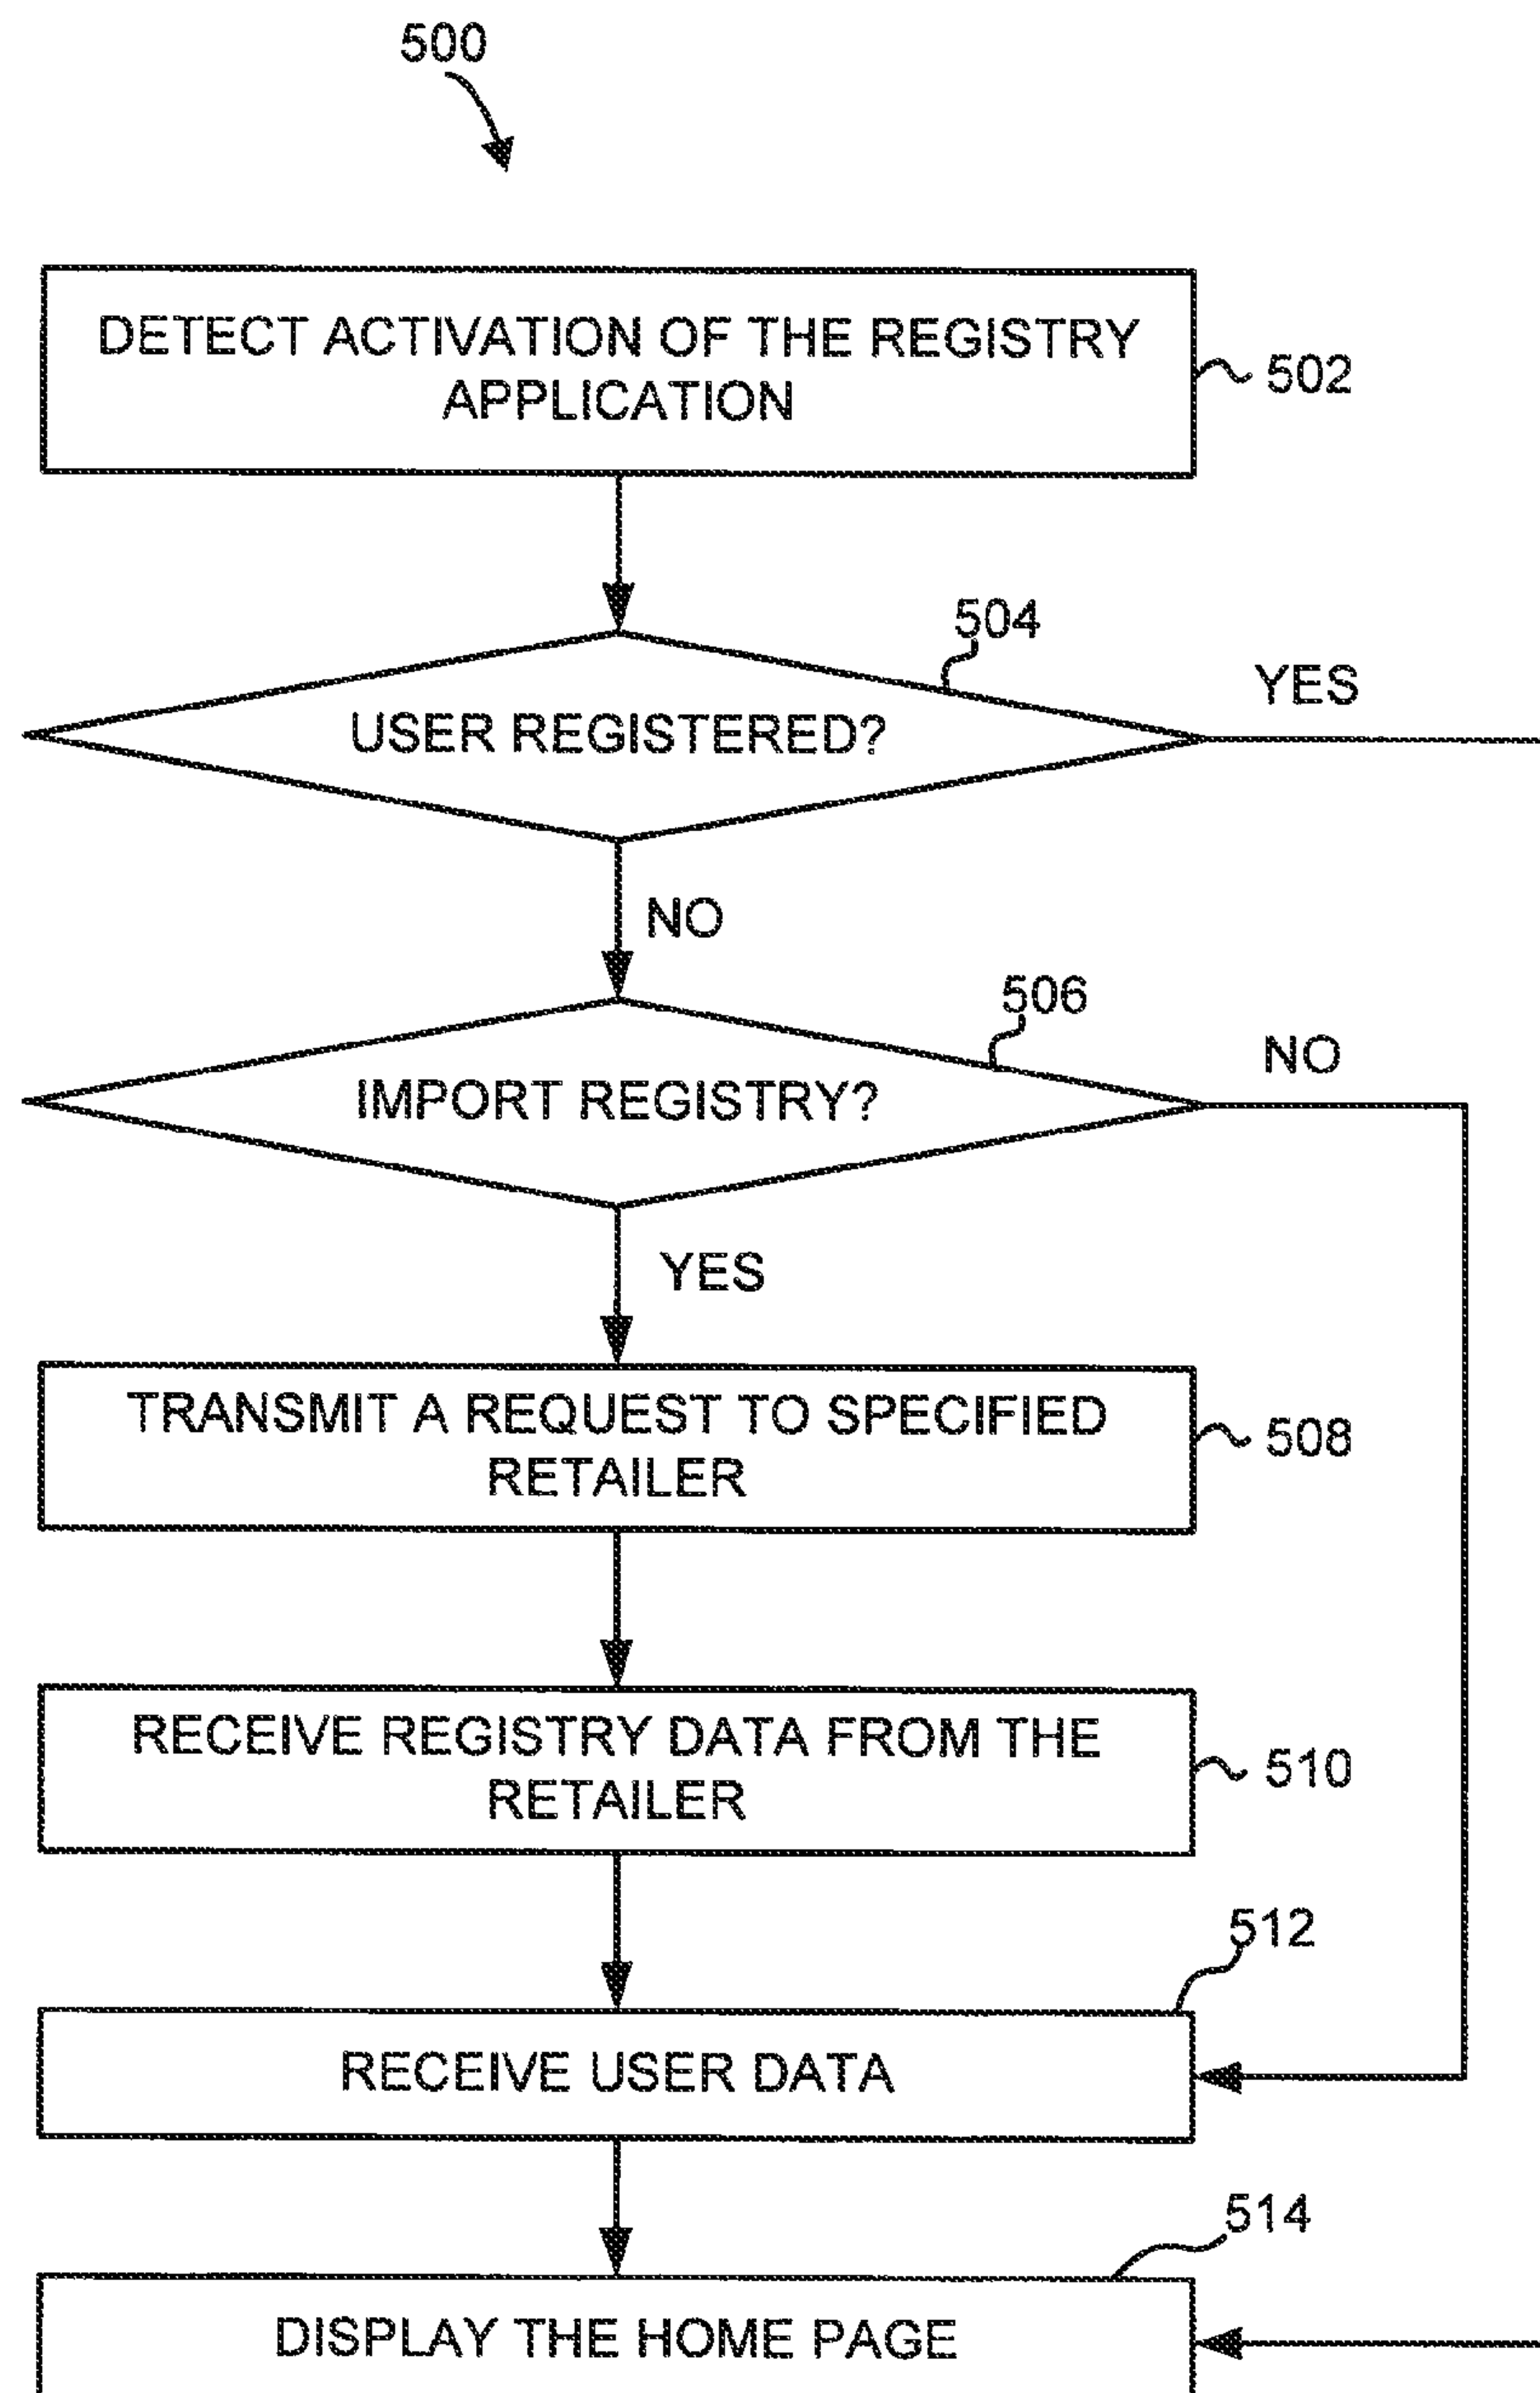 500
DETECT ACTIVATION OF THE REGISTRY
APPLICATION
502
504
YES
USER REGISTERED?
NO
506
NO
IMPORT REGISTRY?
YES
TRANSMIT A REQUEST TO SPECIFIED
RETAILER
508
RECEIVE REGISTRY DATA FROM THE
RETAILER
510
512
RECEIVE USER DATA
514
DISPLAY THE HOME PAGE